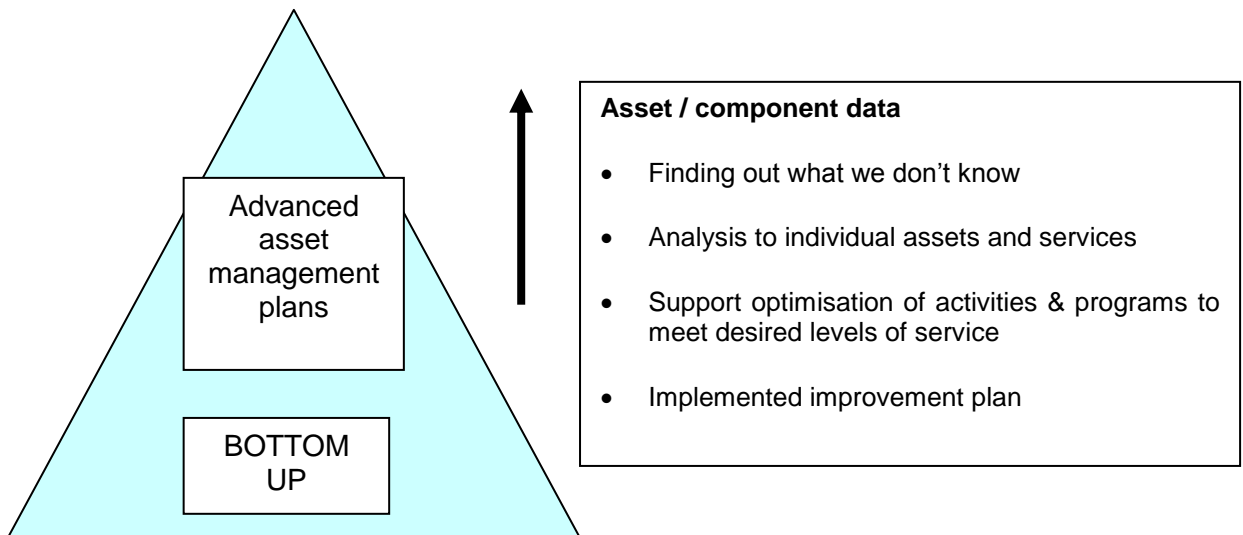 Advanced
asset
management
plans
BOTTOM
UP
Asset / component data
• Finding out what we don’t know
• Analysis to individual assets and services
• Support optimisation of activities & programs to
meet desired levels of service
• Implemented improvement plan